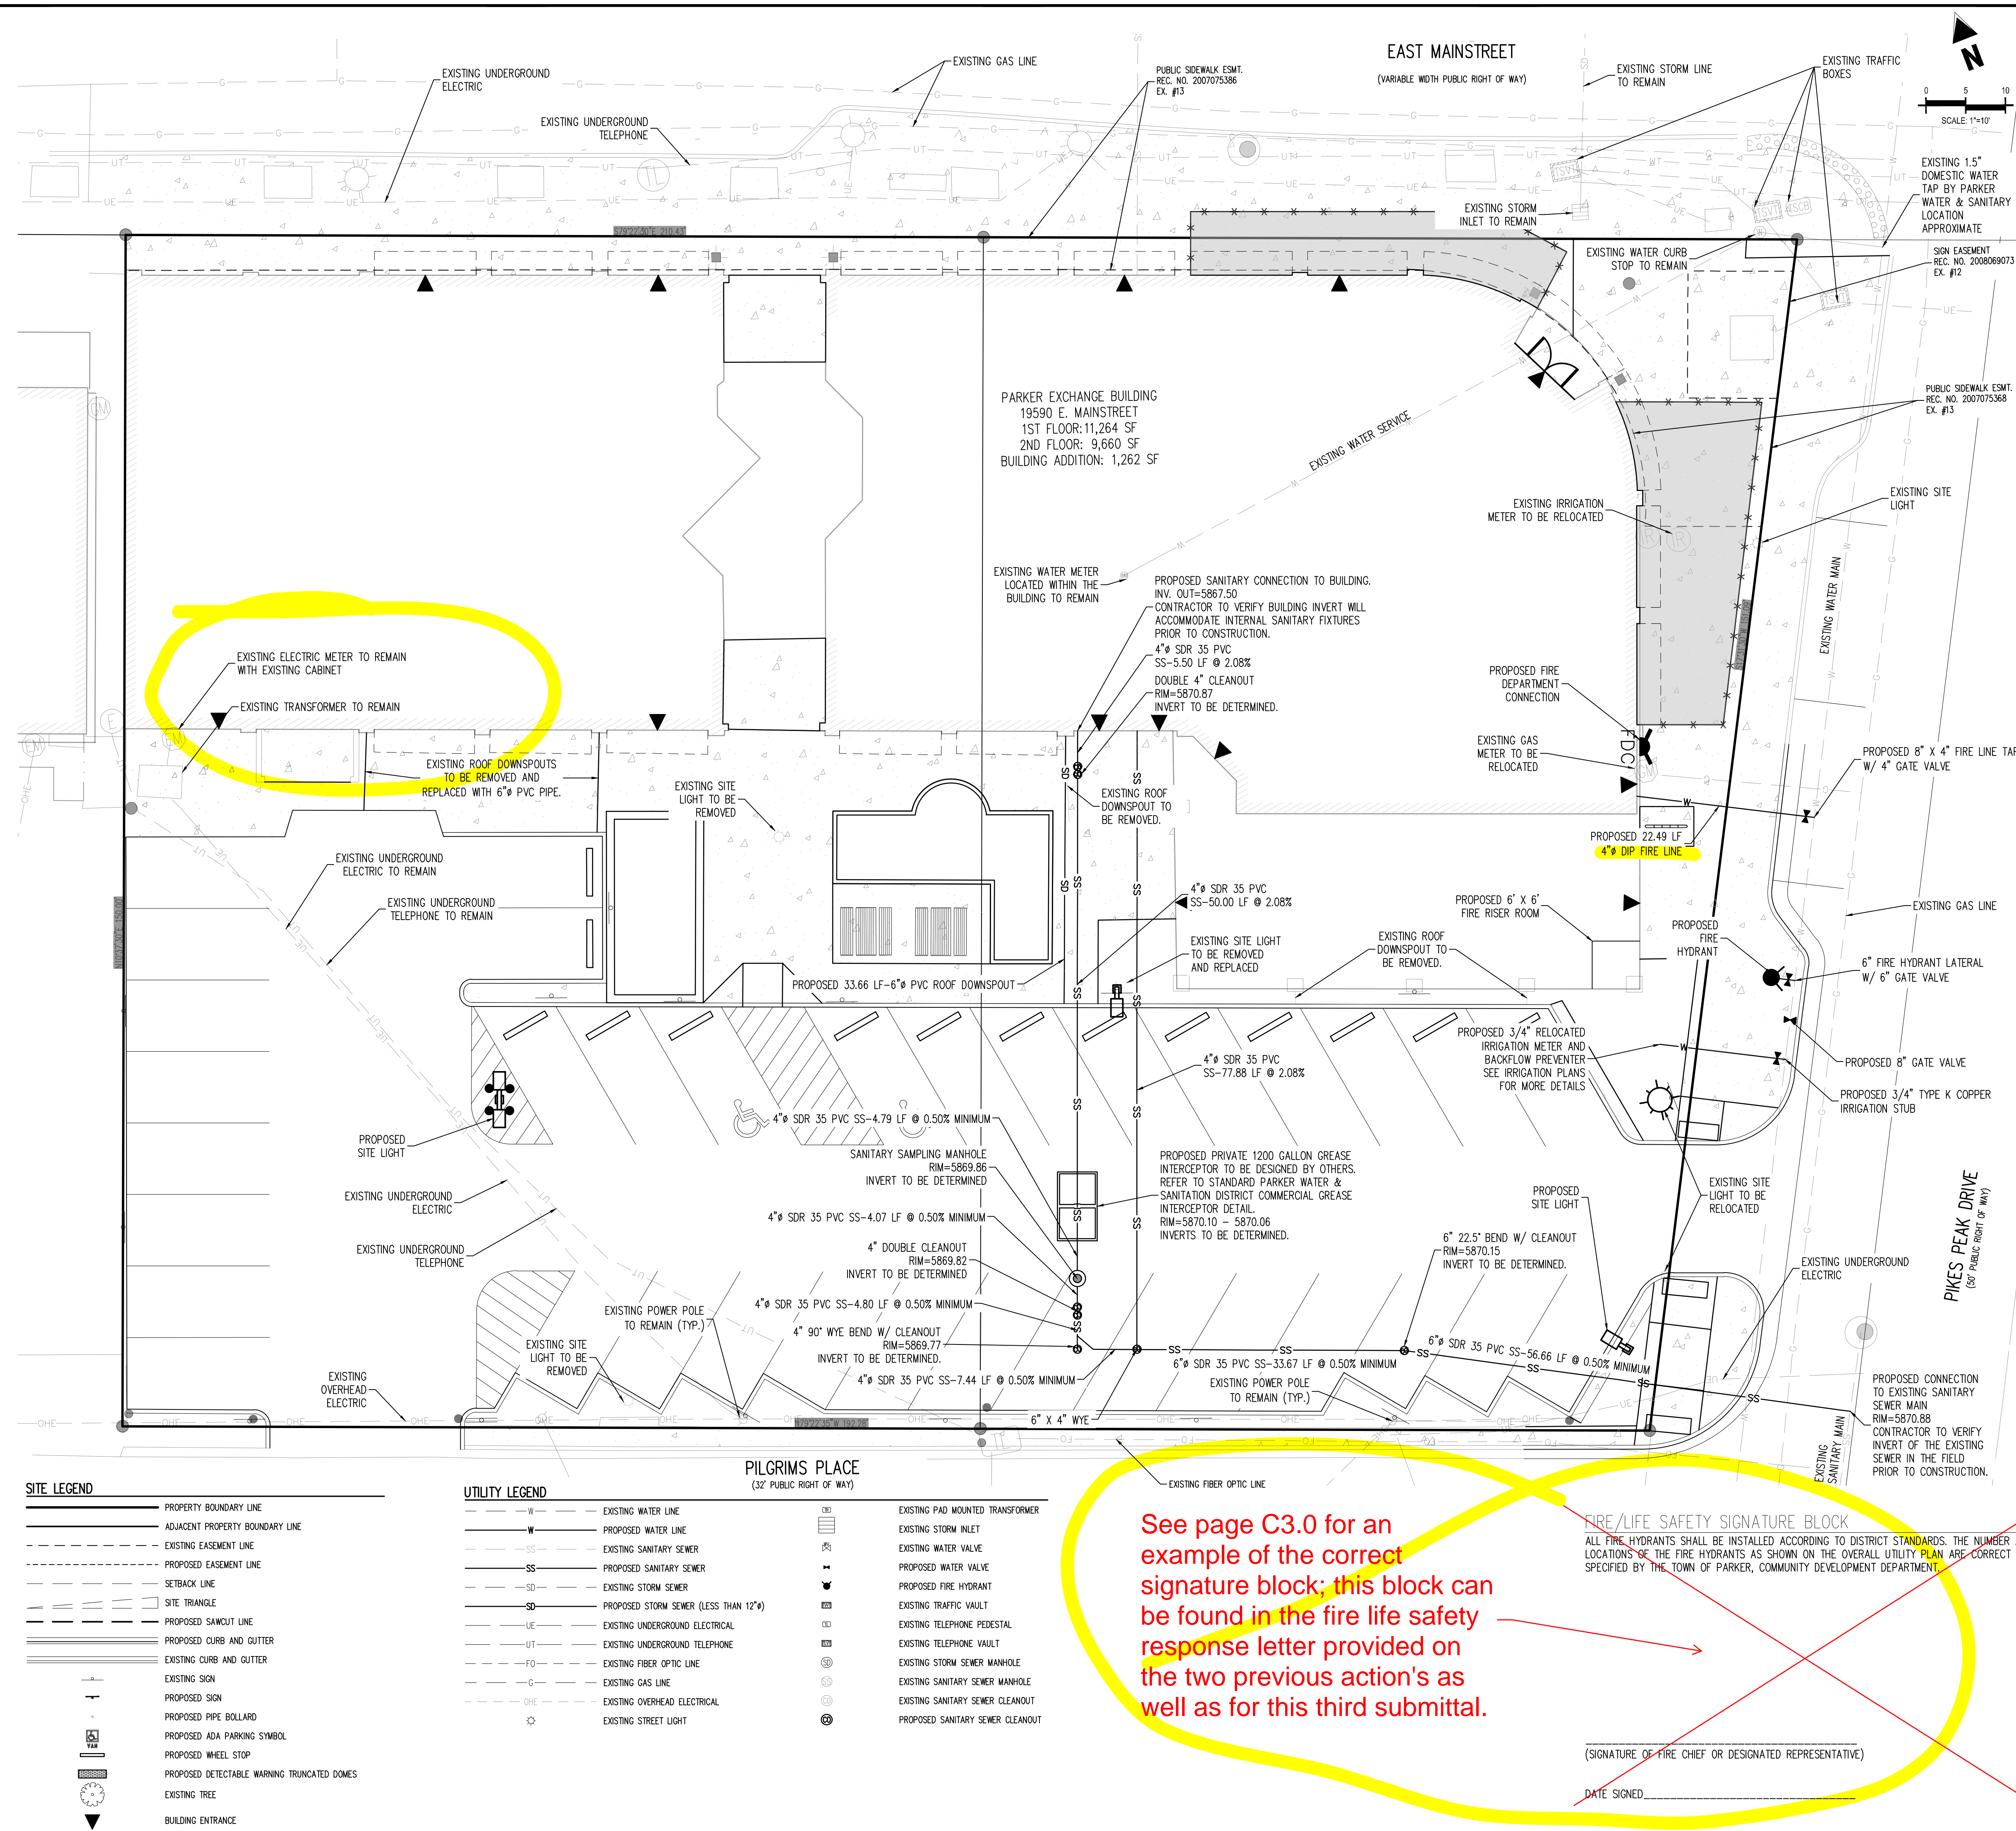 EAST MAINSTREET
(VARIABLE WIDTH PUBLIC RIGHT OF WAY)
N
0 5 10
SCALE: 1"=10'
EXISTING UNDERGROUND
ELECTRIC
EXISTING GAS LINE
PUBLIC SIDEWALK ESMT.
REC. NO. 2007075386
EX. #13
EXISTING STORM LINE
TO REMAIN
EXISTING TRAFFIC
BOXES
EXISTING UNDERGROUND
TELEPHONE
EXISTING 1.5"
DOMESTIC WATER
TAP BY PARKER
WATER & SANITARY
LOCATION
APPROXIMATE
EXISTING STORM
INLET TO REMAIN
EXISTING WATER CURB
STOP TO REMAIN
SIGN EASEMENT
REC. NO. 2008069073
EX. #12
S79°22'30"E 210.43'
PARKER EXCHANGE BUILDING
19590 E. MAINSTREET
1ST FLOOR:11,264 SF
2ND FLOOR: 9,660 SF
BUILDING ADDITION: 1,262 SF
EXISTING WATER SERVICE
PUBLIC SIDEWALK ESMT.
REC. NO. 2007075368
EX. #13
EXISTING IRRIGATION
METER TO BE RELOCATED
EXISTING SITE
LIGHT
EXISTING WATER MAIN
EXISTING WATER METER
LOCATED WITHIN THE
BUILDING TO REMAIN
PROPOSED SANITARY CONNECTION TO BUILDING.
INV. OUT=5867.50
CONTRACTOR TO VERIFY BUILDING INVERT WILL
ACCOMMODATE INTERNAL SANITARY FIXTURES
PRIOR TO CONSTRUCTION.
4"ø SDR 35 PVC
SS-5.50 LF @ 2.08%
DOUBLE 4" CLEANOUT
RIM=5870.87
INVERT TO BE DETERMINED.
EXISTING ELECTRIC METER TO REMAIN
WITH EXISTING CABINET
EXISTING TRANSFORMER TO REMAIN
PROPOSED FIRE
DEPARTMENT
CONNECTION
FDC
EXISTING GAS
METER TO BE
RELOCATED
PROPOSED 8" X 4" FIRE LINE TAP
W/ 4" GATE VALVE
EXISTING ROOF DOWNSPOUTS
TO BE REMOVED AND
REPLACED WITH 6"ø PVC PIPE.
EXISTING SITE
LIGHT TO BE
REMOVED
EXISTING ROOF
DOWNSPOUT TO
BE REMOVED.
PROPOSED 22.49 LF
4"ø DIP FIRE LINE
EXISTING UNDERGROUND
ELECTRIC TO REMAIN
EXISTING UNDERGROUND
TELEPHONE TO REMAIN
4"ø SDR 35 PVC
SS-50.00 LF @ 2.08%
PROPOSED 6' X 6'
FIRE RISER ROOM
EXISTING GAS LINE
N10°37'30"E 150.00'
EXISTING SITE LIGHT
TO BE REMOVED
AND REPLACED
EXISTING ROOF
DOWNSPOUT TO
BE REMOVED.
PROPOSED
FIRE
HYDRANT
6" FIRE HYDRANT LATERAL
W/ 6" GATE VALVE
PROPOSED 33.66 LF-6"ø PVC ROOF DOWNSPOUT
PROPOSED 3/4" RELOCATED
IRRIGATION METER AND
BACKFLOW PREVENTER
SEE IRRIGATION PLANS
FOR MORE DETAILS
4"ø SDR 35 PVC
SS-77.88 LF @ 2.08%
PROPOSED 8" GATE VALVE
PROPOSED 3/4" TYPE K COPPER
IRRIGATION STUB
4"ø SDR 35 PVC SS-4.79 LF @ 0.50% MINIMUM
PROPOSED
SITE LIGHT
SANITARY SAMPLING MANHOLE
RIM=5869.86
INVERT TO BE DETERMINED
PROPOSED PRIVATE 1200 GALLON GREASE
INTERCEPTOR TO BE DESIGNED BY OTHERS.
REFER TO STANDARD PARKER WATER &
SANITATION DISTRICT COMMERCIAL GREASE
INTERCEPTOR DETAIL.
RIM=5870.10 - 5870.06
INVERTS TO BE DETERMINED.
PROPOSED
SITE LIGHT
EXISTING SITE
LIGHT TO BE
RELOCATED
PIKES PEAK DRIVE
(50' PUBLIC RIGHT OF WAY)
EXISTING UNDERGROUND
ELECTRIC
4"ø SDR 35 PVC SS-4.07 LF @ 0.50% MINIMUM
EXISTING UNDERGROUND
TELEPHONE
4" DOUBLE CLEANOUT
RIM=5869.82
INVERT TO BE DETERMINED
6" 22.5° BEND W/ CLEANOUT
RIM=5870.15
INVERT TO BE DETERMINED.
EXISTING UNDERGROUND
ELECTRIC
EXISTING POWER POLE
TO REMAIN (TYP.)
4"ø SDR 35 PVC SS-4.80 LF @ 0.50% MINIMUM
4" 90° WYE BEND W/ CLEANOUT
RIM=5869.77
INVERT TO BE DETERMINED.
EXISTING SITE
LIGHT TO BE
REMOVED
4"ø SDR 35 PVC SS-7.44 LF @ 0.50% MINIMUM
6"ø SDR 35 PVC SS-33.67 LF @ 0.50% MINIMUM
6"ø SDR 35 PVC SS-56.66 LF @ 0.50% MINIMUM
EXISTING POWER POLE
TO REMAIN (TYP.)
EXISTING
OVERHEAD
ELECTRIC
N79°22'35"W 192.28'
6" X 4" WYE
PROPOSED CONNECTION
TO EXISTING SANITARY
SEWER MAIN
RIM=5870.88
CONTRACTOR TO VERIFY
INVERT OF THE EXISTING
SEWER IN THE FIELD
PRIOR TO CONSTRUCTION.
EXISTING
SANITARY MAIN
PILGRIMS PLACE
(32' PUBLIC RIGHT OF WAY)
EXISTING FIBER OPTIC LINE
SITE LEGEND
PROPERTY BOUNDARY LINE
ADJACENT PROPERTY BOUNDARY LINE
EXISTING EASEMENT LINE
PROPOSED EASEMENT LINE
SETBACK LINE
SITE TRIANGLE
PROPOSED SAWCUT LINE
PROPOSED CURB AND GUTTER
EXISTING CURB AND GUTTER
EXISTING SIGN
PROPOSED SIGN
PROPOSED PIPE BOLLARD
PROPOSED ADA PARKING SYMBOL
VAN
PROPOSED WHEEL STOP
PROPOSED DETECTABLE WARNING TRUNCATED DOMES
EXISTING TREE
BUILDING ENTRANCE
UTILITY LEGEND
W EXISTING WATER LINE
W PROPOSED WATER LINE
SS EXISTING SANITARY SEWER
SS PROPOSED SANITARY SEWER
SD EXISTING STORM SEWER
SD PROPOSED STORM SEWER (LESS THAN 12"ø)
UE EXISTING UNDERGROUND ELECTRICAL
UT EXISTING UNDERGROUND TELEPHONE
FO EXISTING FIBER OPTIC LINE
G EXISTING GAS LINE
OHE EXISTING OVERHEAD ELECTRICAL
EXISTING STREET LIGHT
EXISTING PAD MOUNTED TRANSFORMER
EXISTING STORM INLET
EXISTING WATER VALVE
PROPOSED WATER VALVE
PROPOSED FIRE HYDRANT
EXISTING TRAFFIC VAULT
EXISTING TELEPHONE PEDESTAL
EXISTING TELEPHONE VAULT
EXISTING STORM SEWER MANHOLE
EXISTING SANITARY SEWER MANHOLE
EXISTING SANITARY SEWER CLEANOUT
PROPOSED SANITARY SEWER CLEANOUT
See page C3.0 for an
example of the correct
signature block; this block can
be found in the fire life safety
response letter provided on
the two previous action's as
well as for this third submittal.
FIRE/LIFE SAFETY SIGNATURE BLOCK
ALL FIRE HYDRANTS SHALL BE INSTALLED ACCORDING TO DISTRICT STANDARDS. THE NUMBER
LOCATIONS OF THE FIRE HYDRANTS AS SHOWN ON THE OVERALL UTILITY PLAN ARE CORRECT
SPECIFIED BY THE TOWN OF PARKER, COMMUNITY DEVELOPMENT DEPARTMENT.
(SIGNATURE OF FIRE CHIEF OR DESIGNATED REPRESENTATIVE)
DATE SIGNED